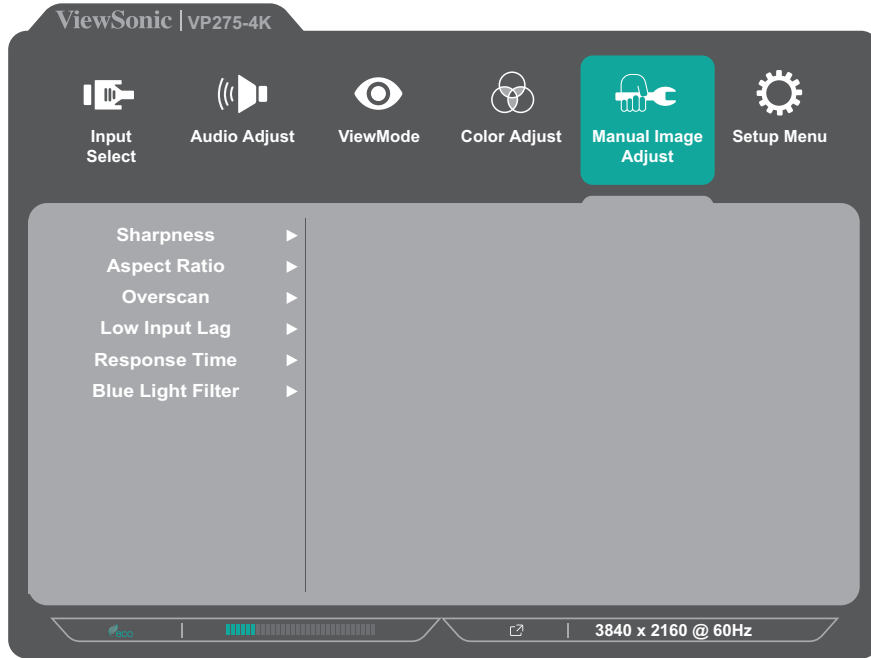 ViewSonic | VP275-4K
Input Select
Audio Adjust
ViewMode
Color Adjust
Manual Image Adjust
Setup Menu
Sharpness
Aspect Ratio
Overscan
Low Input Lag
Response Time
Blue Light Filter
eco
3840 x 2160 @ 60Hz